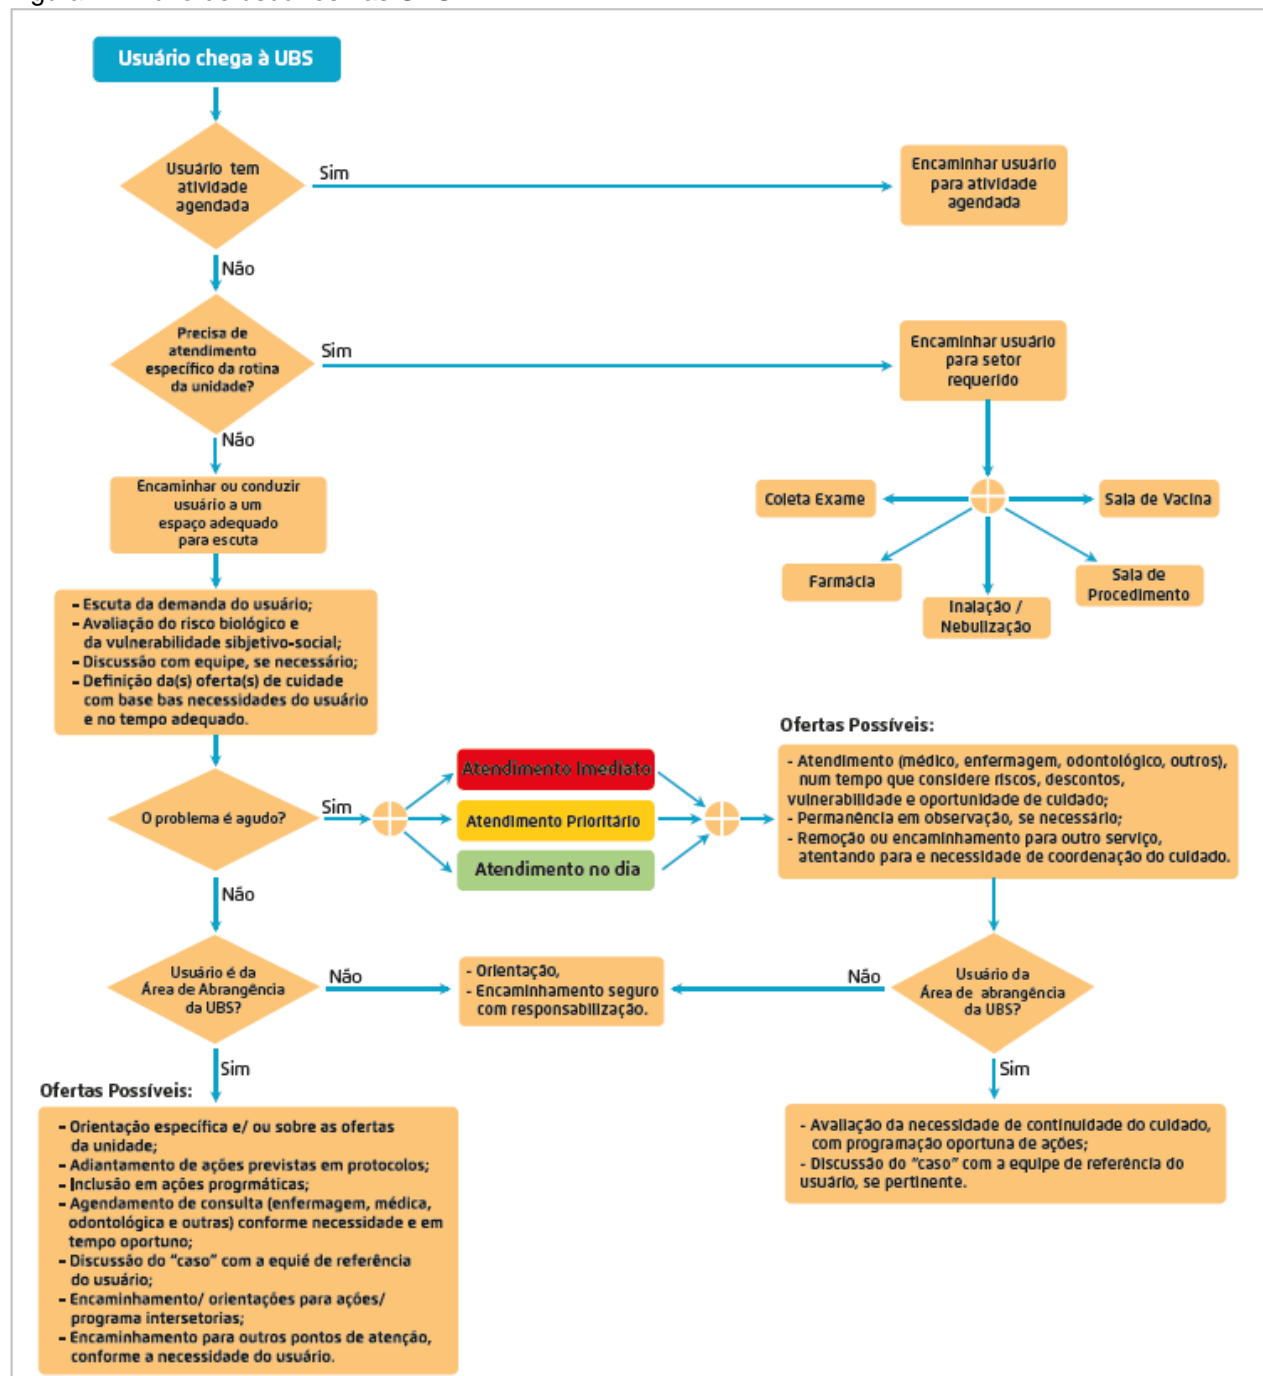 Usuário chega à UBS
Usuário tem
atividade
agendada
Sim
Encaminhar usuário
para atividade
agendada
Não
Precisa de
atendimento
específico da rotina
da unidade?
Sim
Encaminhar usuário
para setor
requerido
Não
Coleta Exame
Sala de Vacina
Farmácia
Sala de
Procedimento
Inalação /
Nebulização
Encaminhar ou conduzir
usuário a um
espaço adequado
para escuta
- Escuta da demanda do usuário;
- Avaliação do risco biológico e
da vulnerabilidade sibjetivo-social;
- Discussão com equipe, se necessário;
- Definição da(s) oferta(s) de cuidade
com base bas necessidades do usuário
e no tempo adequado.
O problema é agudo?
Sim
Atendimento Imediato
Atendimento Prioritário
Atendimento no dia
Ofertas Possíveis:
- Atendimento (médico, enfermagem, odontológico, outros),
num tempo que considere riscos, descontos,
vulnerabilidade e oportunidade de cuidado;
- Permanência em observação, se necessário;
- Remoção ou encaminhamento para outro serviço,
atentando para e necessidade de coordenação do cuidado.
Não
Usuário é da
Área de Abrangência
da UBS?
Não
- Orientação,
- Encaminhamento seguro
com responsabilização.
Não
Usuário da
Área de abrangência
da UBS?
Sim
Sim
Ofertas Possíveis:
- Orientação específica e/ ou sobre as ofertas
da unidade;
- Adiantamento de ações previstas em protocolos;
- Inclusão em ações progrmáticas;
- Agendamento de consulta (enfermagem, médica,
odontológica e outras) conforme necessidade e em
tempo oportuno;
- Discussão do "caso" com a equié de referência
do usuário;
- Encaminhamento/ orientações para ações/
programa intersetorias;
- Encaminhamento para outros pontos de atenção,
conforme a necessidade do usuário.
- Avaliação da necessidade de continuidade do cuidado,
com programação oportuna de ações;
- Discussão do "caso" com a equipe de referência do
usuário, se pertinente.